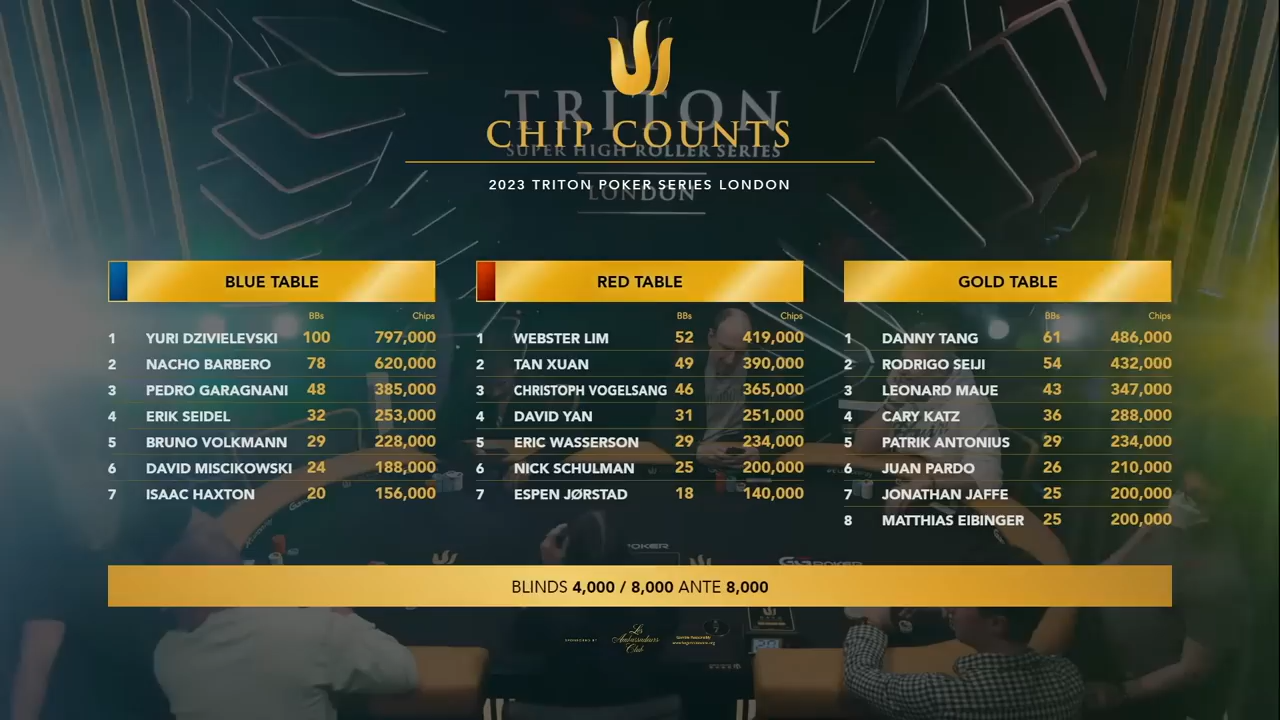 TRITON
CHIP COUNTS
SUPER HIGH ROLLER SERIES
2023 TRITON POKER SERIES LONDON
LONDON
BLUE TABLE
BBs Chips
1 YURI DZIVIELEVSKI 100 797,000
2 NACHO BARBERO 78 620,000
3 PEDRO GARAGNANI 48 385,000
4 ERIK SEIDEL 32 253,000
5 BRUNO VOLKMANN 29 228,000
6 DAVID MISCIKOWSKI 24 188,000
7 ISAAC HAXTON 20 156,000
RED TABLE
BBs Chips
1 WEBSTER LIM 52 419,000
2 TAN XUAN 49 390,000
3 CHRISTOPH VOGELSANG 46 365,000
4 DAVID YAN 31 251,000
5 ERIC WASSERSON 29 234,000
6 NICK SCHULMAN 25 200,000
7 ESPEN JØRSTAD 18 140,000
GOLD TABLE
BBs Chips
1 DANNY TANG 61 486,000
2 RODRIGO SEIJI 54 432,000
3 LEONARD MAUE 43 347,000
4 CARY KATZ 36 288,000
5 PATRIK ANTONIUS 29 234,000
6 JUAN PARDO 26 210,000
7 JONATHAN JAFFE 25 200,000
8 MATTHIAS EIBINGER 25 200,000
BLINDS 4,000 / 8,000 ANTE 8,000
SPONSORED BY
Les
Ambassadeurs
Club